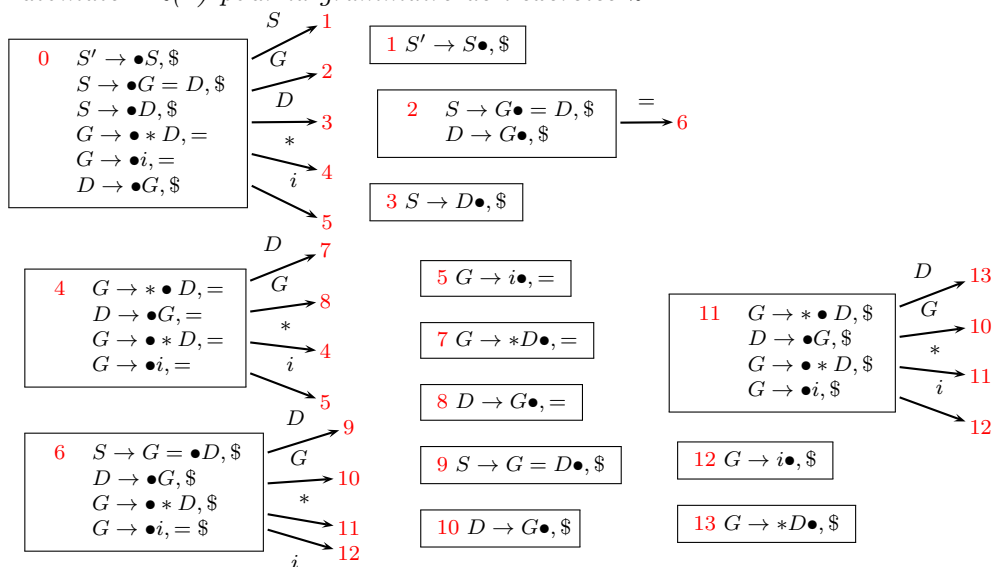 S
1
0 S′ → •S, $
S → •G = D, $
S → •D, $
G → • ∗ D, =
G → •i, =
D → •G, $
G
2
D
3
∗
4
i
5
1 S′ → S•, $
2 S → G• = D, $
D → G•, $
=
6
3 S → D•, $
D
7
4 G → ∗ • D, =
D → •G, =
G → • ∗ D, =
G → •i, =
G
8
∗
4
i
5
5 G → i•, =
7 G → ∗D•, =
8 D → G•, =
D
13
11 G → ∗ • D, $
D → •G, $
G → • ∗ D, $
G → •i, $
G
10
∗
11
i
12
D
9
6 S → G = •D, $
D → •G, $
G → • ∗ D, $
G → •i, = $
G
10
∗
11
12
i
9 S → G = D•, $
10 D → G•, $
12 G → i•, $
13 G → ∗D•, $